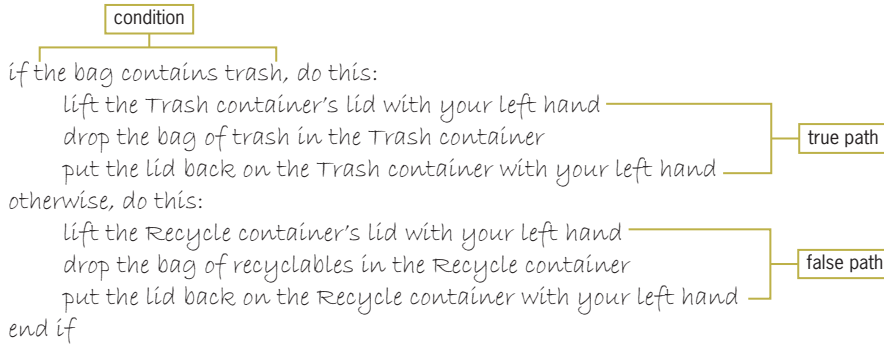 condition
if the bag contains trash, do this:
lift the Trash container's lid with your left hand
drop the bag of trash in the Trash container
put the lid back on the Trash container with your left hand
true path
otherwise, do this:
lift the Recycle container's lid with your left hand
drop the bag of recyclables in the Recycle container
put the lid back on the Recycle container with your left hand
false path
end if